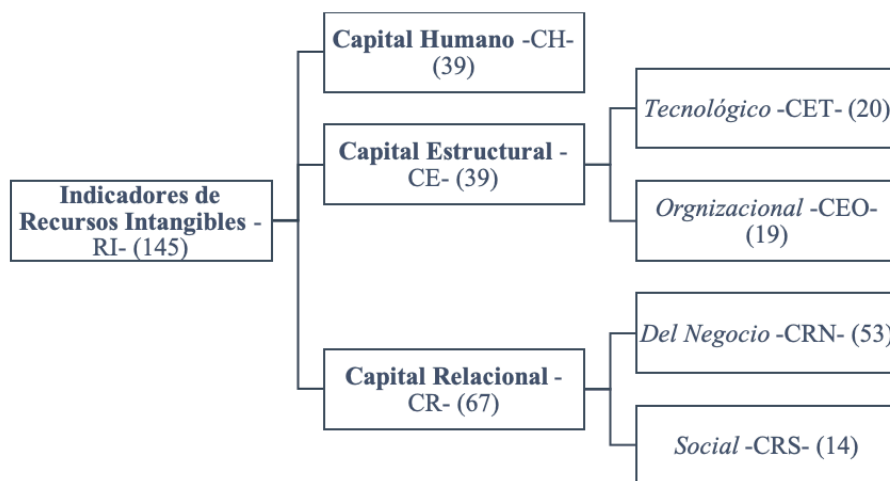 Capital Humano -CH-
(39)
Tecnológico -CET- (20)
Capital Estructural -
CE- (39)
Orgnizacional -CEO-
(19)
Indicadores de
Recursos Intangibles -
RI- (145)
Del Negocio -CRN- (53)
Capital Relacional -
CR- (67)
Social -CRS- (14)